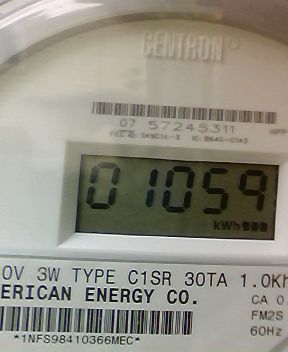 CENTRON®
07 57245311
01059
kWh
0V 3W TYPE C1SR 30TA 1.0Kh
ERICAN ENERGY CO.
CA 0.
FM2S
60Hz
*1NFS98410366MEC*